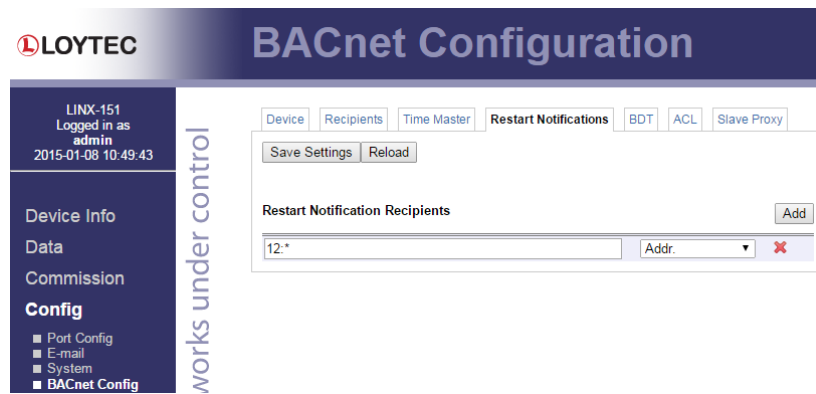 LOYTEC
BACnet Configuration
LINX-151
Logged in as
admin
2015-01-08 10:49:43
Device Info
Data
Commission
Config
Port Config
E-mail
System
BACnet Config
works under control
Device Recipients Time Master Restart Notifications BDT ACL Slave Proxy
Save Settings Reload
Restart Notification Recipients Add
12:* Addr.